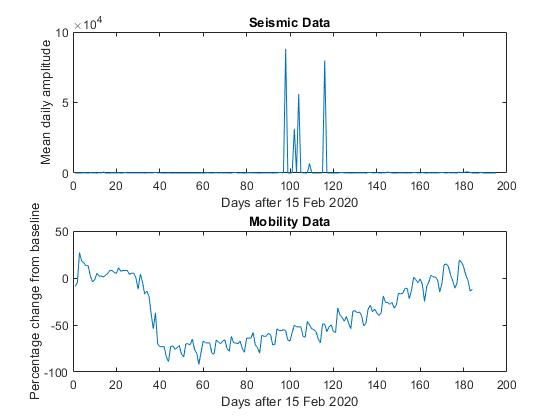 Seismic Data
×10⁴
Mean daily amplitude
10
5
0
0 20 40 60 80 100 120 140 160 180 200
Days after 15 Feb 2020
Mobility Data
Percentage change from baseline
50
0
-50
-100
0 20 40 60 80 100 120 140 160 180 200
Days after 15 Feb 2020